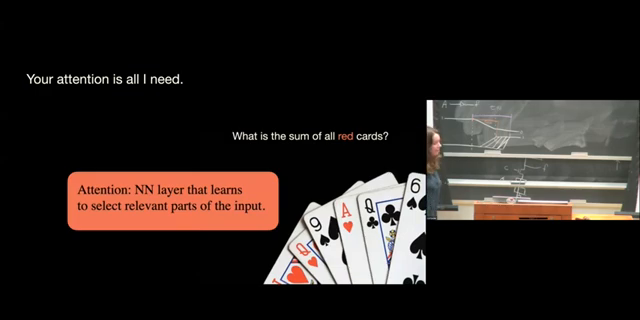 Your attention is all I need.
What is the sum of all red cards?
Attention: NN layer that learns
to select relevant parts of the input.
Q
9
A
Q
6